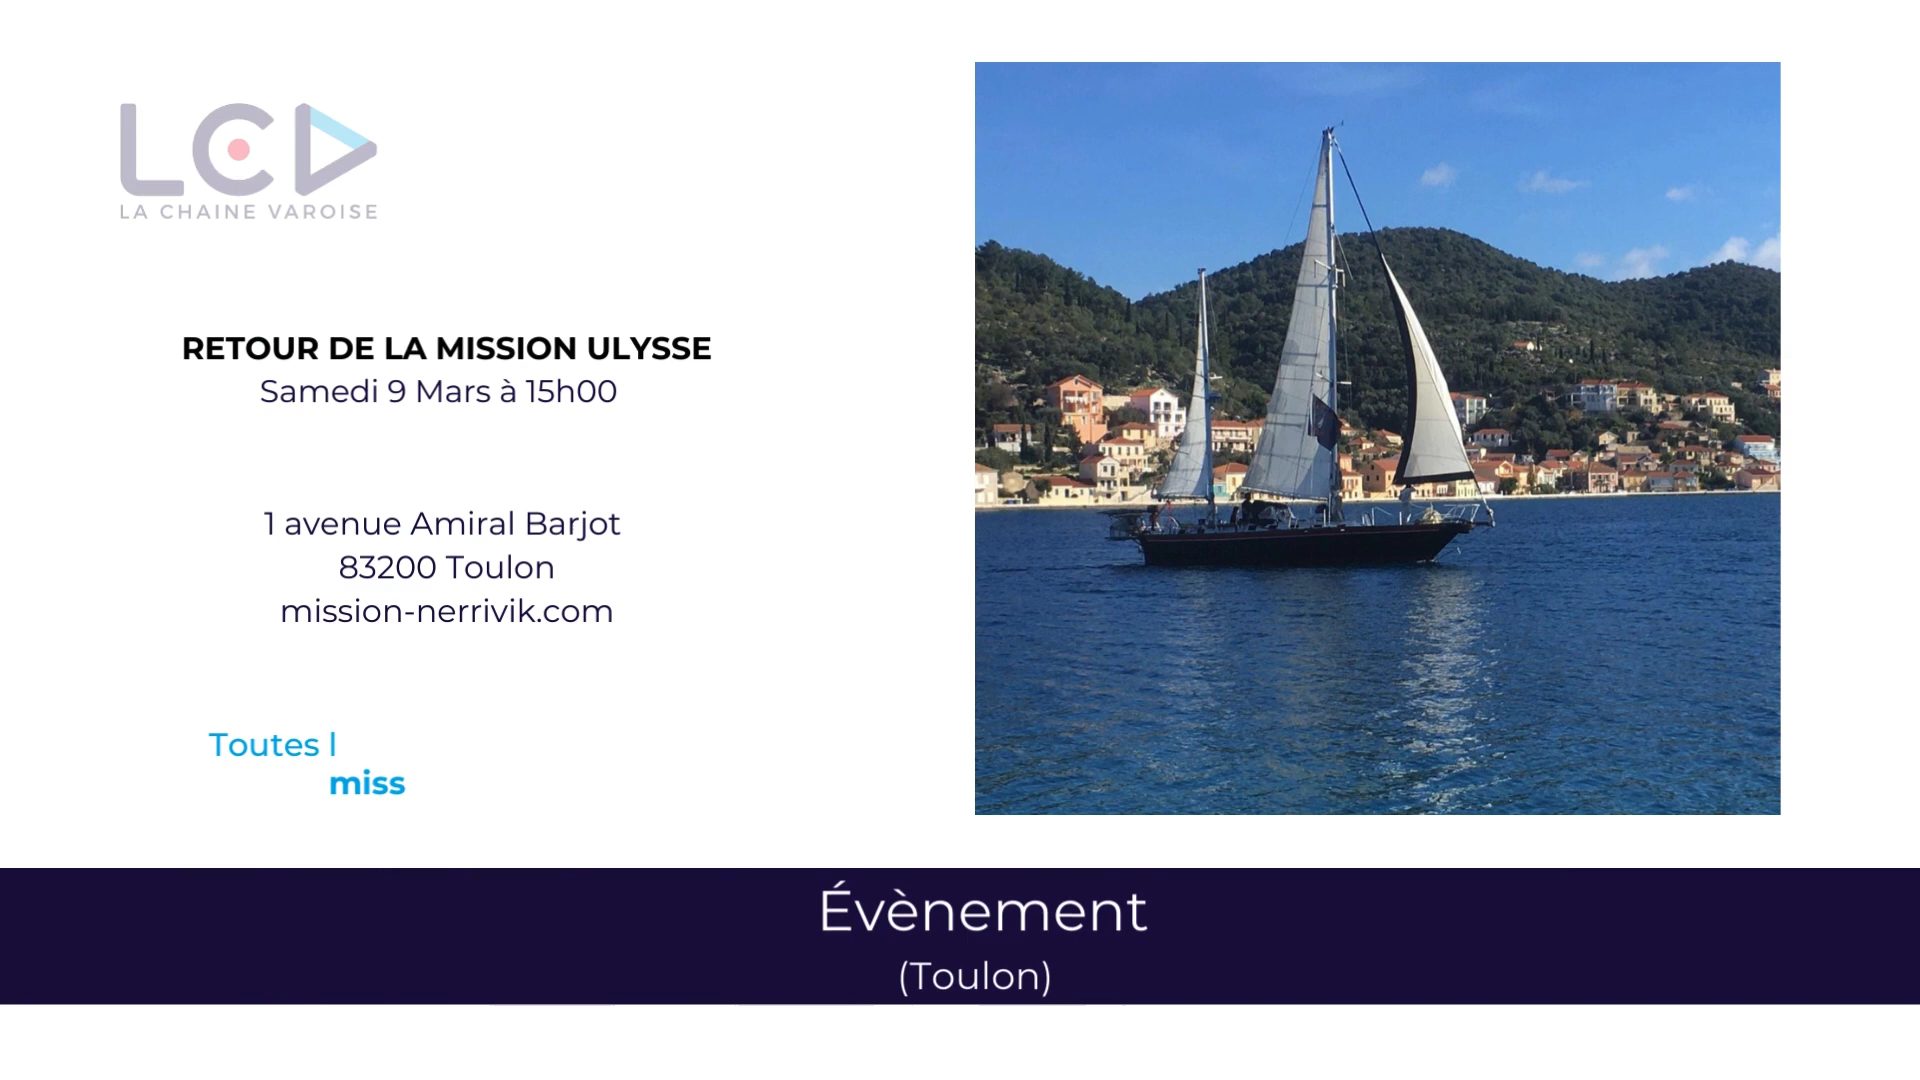 LCD
LA CHAINE VAROISE
RETOUR DE LA MISSION ULYSSE
Samedi 9 Mars à 15h00
1 avenue Amiral Barjot
83200 Toulon
mission-nerrivik.com
Toutes l
miss
Évènement
(Toulon)